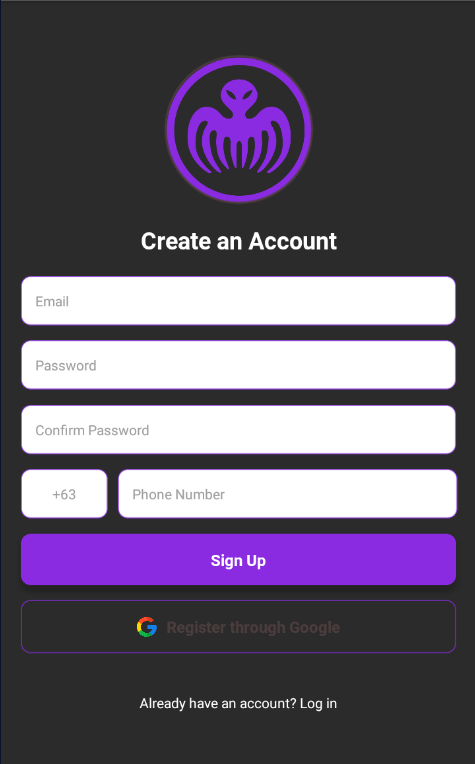 Create an Account
Email
Password
Confirm Password
+63 Phone Number
Sign Up
Register through Google
Already have an account? Log in